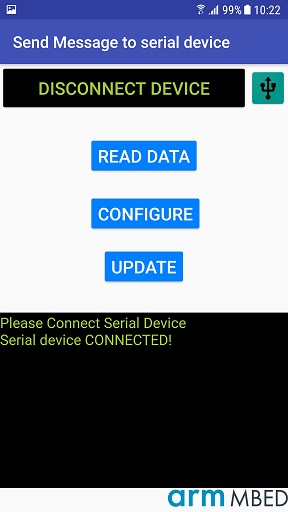 99% 10:22
Send Message to serial device
DISCONNECT DEVICE
READ DATA
CONFIGURE
UPDATE
Please Connect Serial Device
Serial device CONNECTED!
arm MBED